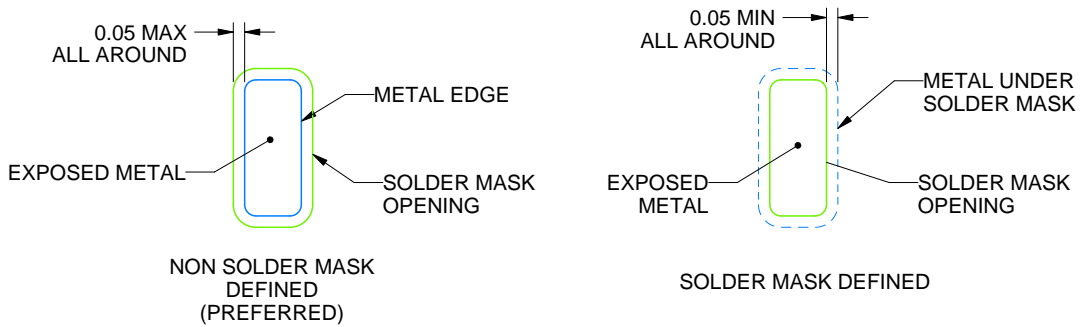 0.05 MAX
ALL AROUND
METAL EDGE
EXPOSED METAL
SOLDER MASK
OPENING
NON SOLDER MASK
DEFINED
(PREFERRED)
0.05 MIN
ALL AROUND
METAL UNDER
SOLDER MASK
EXPOSED
METAL
SOLDER MASK
OPENING
SOLDER MASK DEFINED